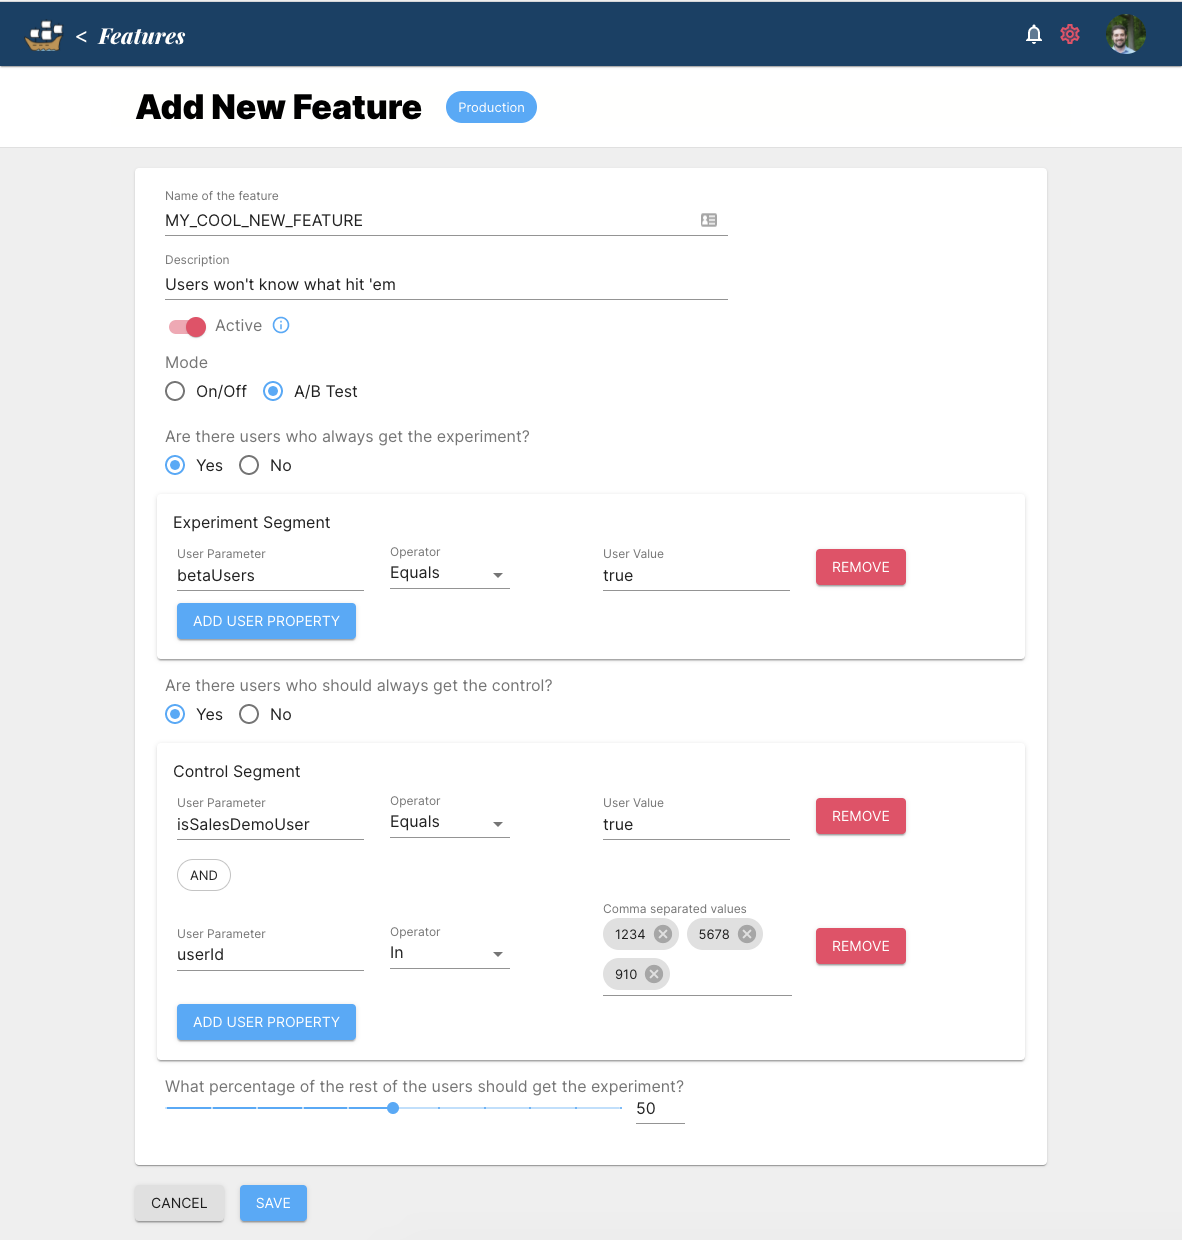 < Features
Add New Feature
Production
Name of the feature
MY_COOL_NEW_FEATURE
Description
Users won't know what hit 'em
Active
Mode
On/Off A/B Test
Are there users who always get the experiment?
Yes No
Experiment Segment
User Parameter Operator User Value
betaUsers Equals true REMOVE
ADD USER PROPERTY
Are there users who should always get the control?
Yes No
Control Segment
User Parameter Operator User Value
isSalesDemoUser Equals true REMOVE
AND
Comma separated values
User Parameter Operator 1234 5678
userId In 910 REMOVE
ADD USER PROPERTY
What percentage of the rest of the users should get the experiment?
50
CANCEL SAVE